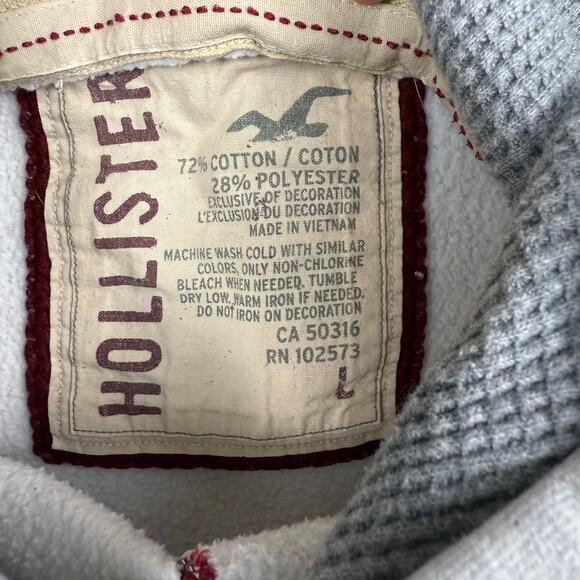 HOLLISTER
72% COTTON / COTON
28% POLYESTER
EXCLUSIVE OF DECORATION
L'EXCLUSION DU DECORATION
MADE IN VIETNAM
MACHINE WASH COLD WITH SIMILAR
COLORS, ONLY NON-CHLORINE
BLEACH WHEN NEEDED. TUMBLE
DRY LOW. WARM IRON IF NEEDED.
DO NOT IRON ON DECORATION
CA 50316
RN 102573
L